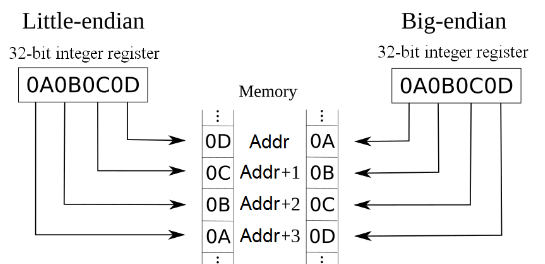 Little-endian
32-bit integer register
0A0B0C0D
Big-endian
32-bit integer register
0A0B0C0D
Memory
⋮ ⋮
0D Addr 0A
0C Addr+1 0B
0B Addr+2 0C
0A Addr+3 0D
⋮ ⋮